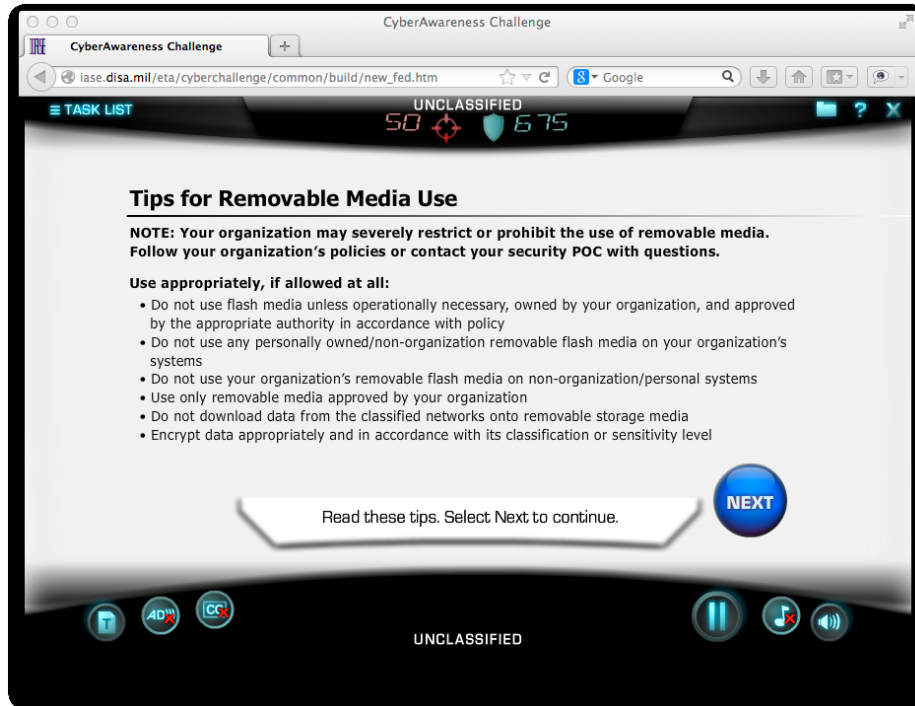 CyberAwareness Challenge
CyberAwareness Challenge
iase.disa.mil/eta/cyberchallenge/common/build/new_fed.htm
Google
TASK LIST
UNCLASSIFIED
50 675
?
X
Tips for Removable Media Use
NOTE: Your organization may severely restrict or prohibit the use of removable media.
Follow your organization's policies or contact your security POC with questions.
Use appropriately, if allowed at all:
• Do not use flash media unless operationally necessary, owned by your organization, and approved
by the appropriate authority in accordance with policy
• Do not use any personally owned/non-organization removable flash media on your organization's
systems
• Do not use your organization's removable flash media on non-organization/personal systems
• Use only removable media approved by your organization
• Do not download data from the classified networks onto removable storage media
• Encrypt data appropriately and in accordance with its classification or sensitivity level
NEXT
Read these tips. Select Next to continue.
T
AD
CC
UNCLASSIFIED